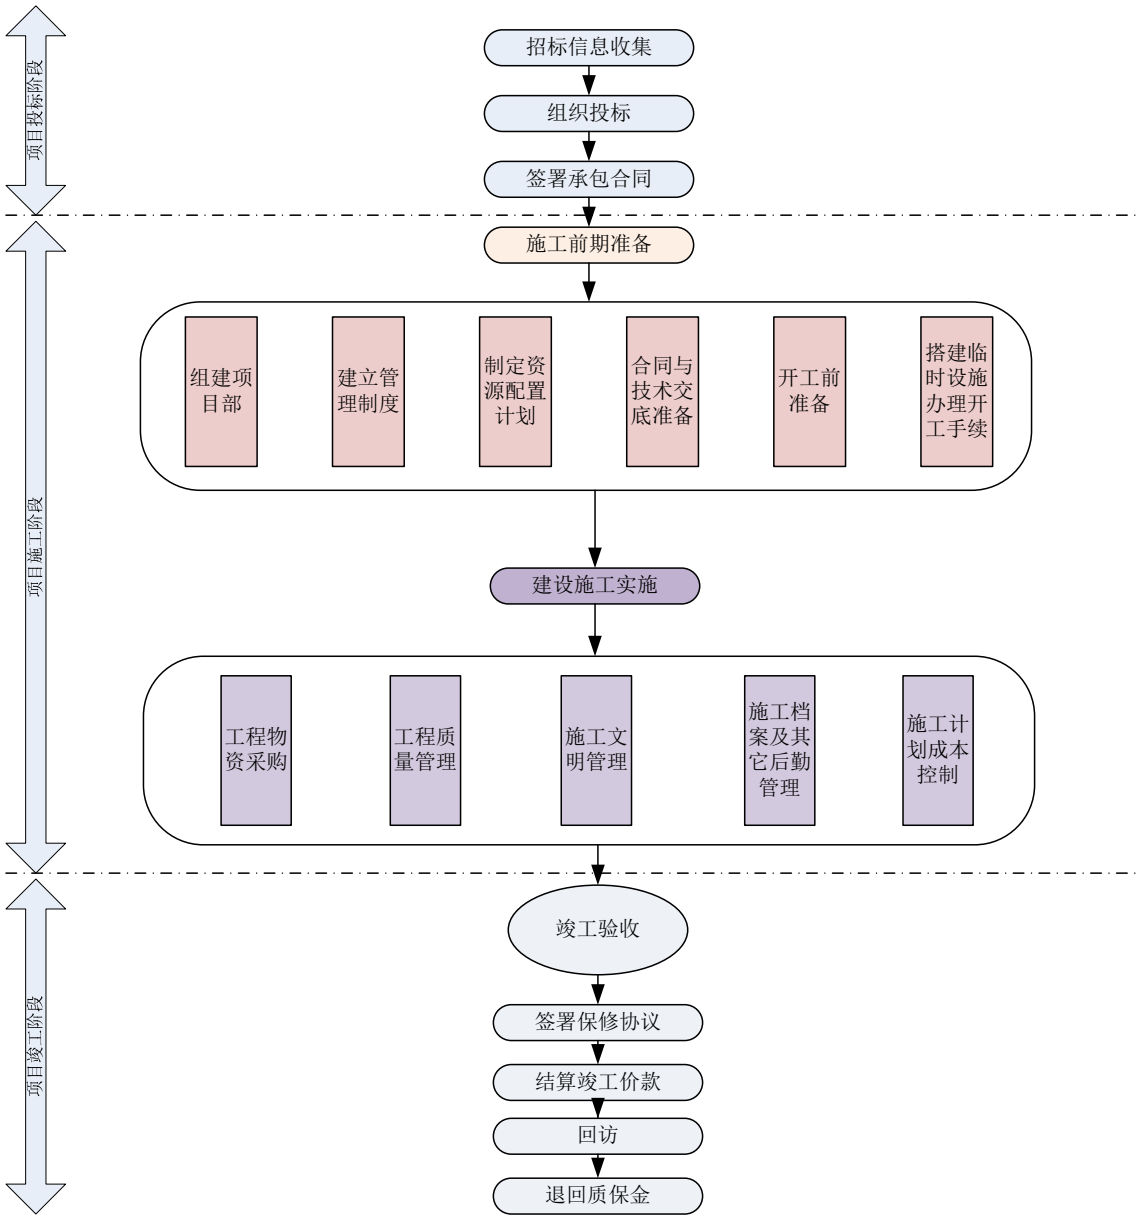 项目投标阶段
招标信息收集
组织投标
签署承包合同
项目施工阶段
施工前期准备
组建项
目部
建立管
理制度
制定资
源配置
计划
合同与
技术交
底准备
开工前
准备
搭建临
时设施
办理开
工手续
建设施工实施
工程物
资采购
工程质
量管理
施工文
明管理
施工档
案及其
它后勤
管理
施工计
划成本
控制
项目竣工阶段
竣工验收
签署保修协议
结算竣工价款
回访
退回质保金